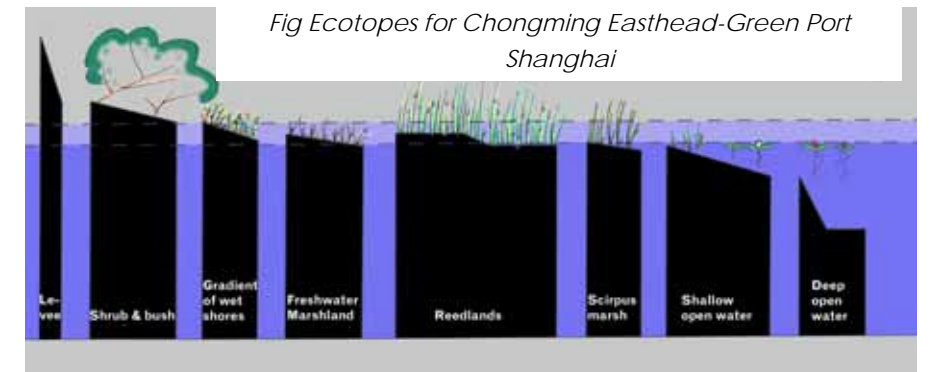 Fig Ecotopes for Chongming Easthead-Green Port
Shanghai
Le-
vee
Shrub & bush
Gradient
of wet
shores
Freshwater
Marshland
Reedlands
Scirpus
marsh
Shallow
open water
Deep
open
water